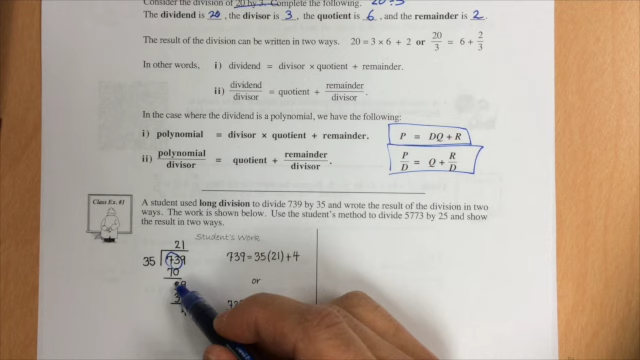 Consider the division of 20 by 3. Complete the following. 20÷3
The dividend is 20, the divisor is 3, the quotient is 6, and the remainder is 2.
The result of the division can be written in two ways. 20 = 3 × 6 + 2 or 20/3 = 6 + 2/3
In other words, i) dividend = divisor × quotient + remainder.
ii) dividend/divisor = quotient + remainder/divisor.
In the case where the dividend is a polynomial, we have the following:
i) polynomial = divisor × quotient + remainder. P = DQ + R
ii) polynomial/divisor = quotient + remainder/divisor. P/D = Q + R/D
Class Ex. #1
A student used long division to divide 739 by 35 and wrote the result of the division in two
ways. The work is shown below. Use the student's method to divide 5773 by 25 and show
the result in two ways.
Student's Work
21
35 739 739 = 35(21) + 4
70
or